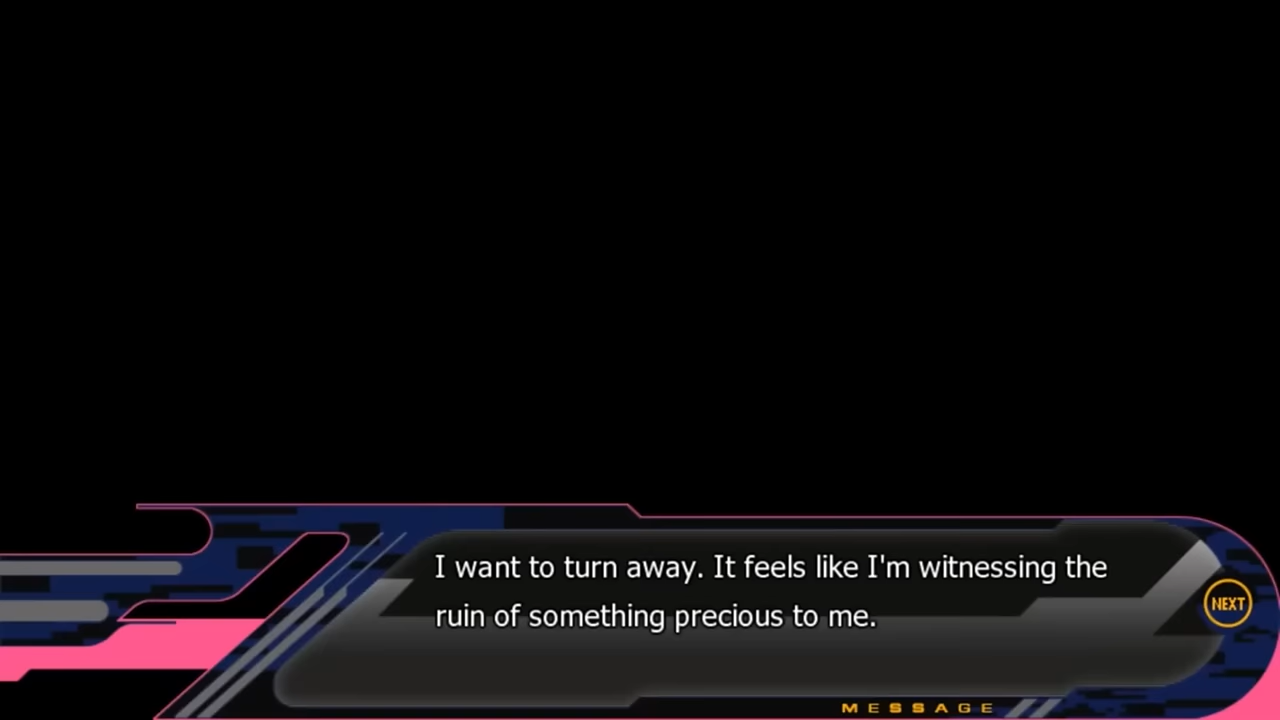 I want to turn away. It feels like I'm witnessing the
ruin of something precious to me.
NEXT
MESSAGE